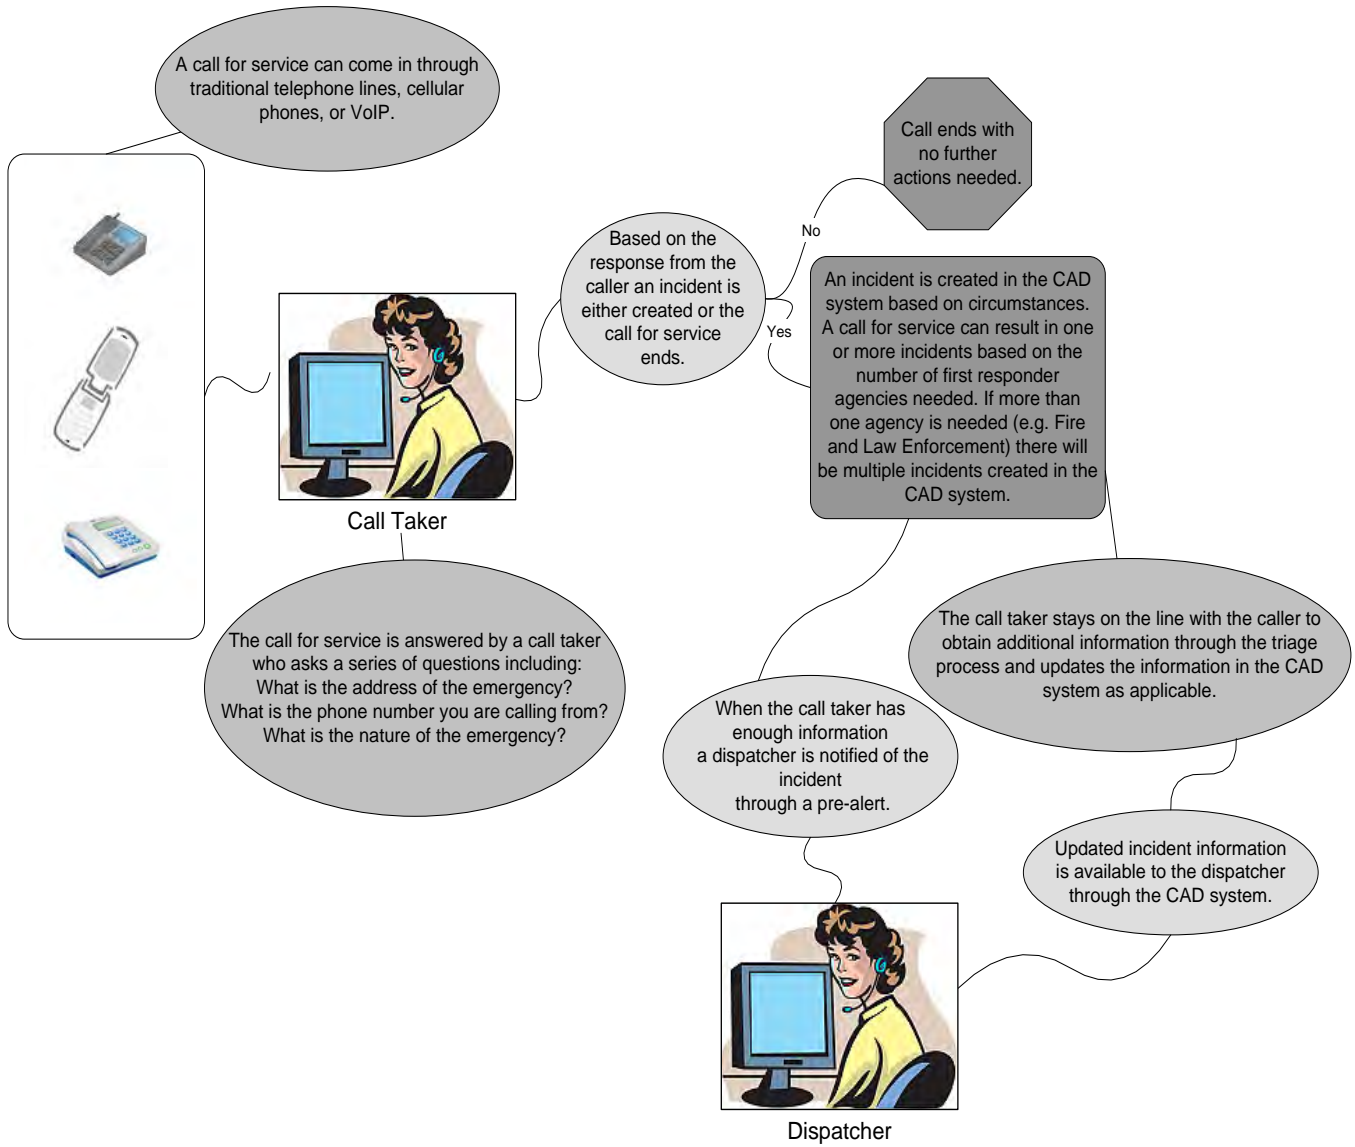 A call for service can come in through
traditional telephone lines, cellular
phones, or VoIP.
Call ends with
no further
actions needed.
No
Based on the
response from the
caller an incident is
either created or the
call for service
ends.
Yes
An incident is created in the CAD
system based on circumstances.
A call for service can result in one
or more incidents based on the
number of first responder
agencies needed. If more than
one agency is needed (e.g. Fire
and Law Enforcement) there will
be multiple incidents created in the
CAD system.
Call Taker
The call for service is answered by a call taker
who asks a series of questions including:
What is the address of the emergency?
What is the phone number you are calling from?
What is the nature of the emergency?
The call taker stays on the line with the caller to
obtain additional information through the triage
process and updates the information in the CAD
system as applicable.
When the call taker has
enough information
a dispatcher is notified of the
incident
through a pre-alert.
Updated incident information
is available to the dispatcher
through the CAD system.
Dispatcher